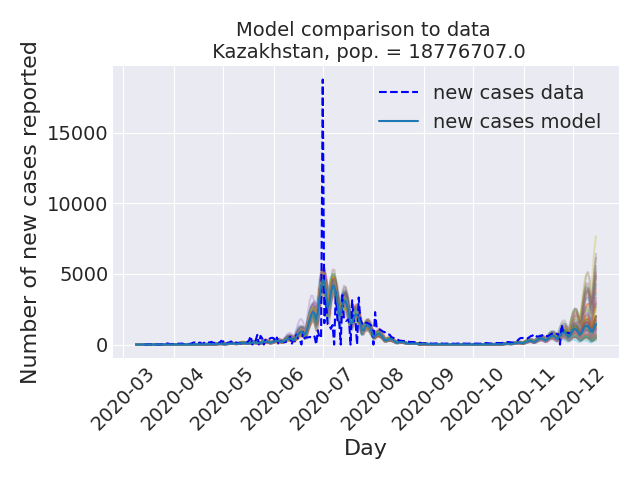 Model comparison to data
Kazakhstan, pop. = 18776707.0
Number of new cases reported
15000
10000
5000
0
new cases data
new cases model
2020-03
2020-04
2020-05
2020-06
2020-07
2020-08
2020-09
2020-10
2020-11
2020-12
Day